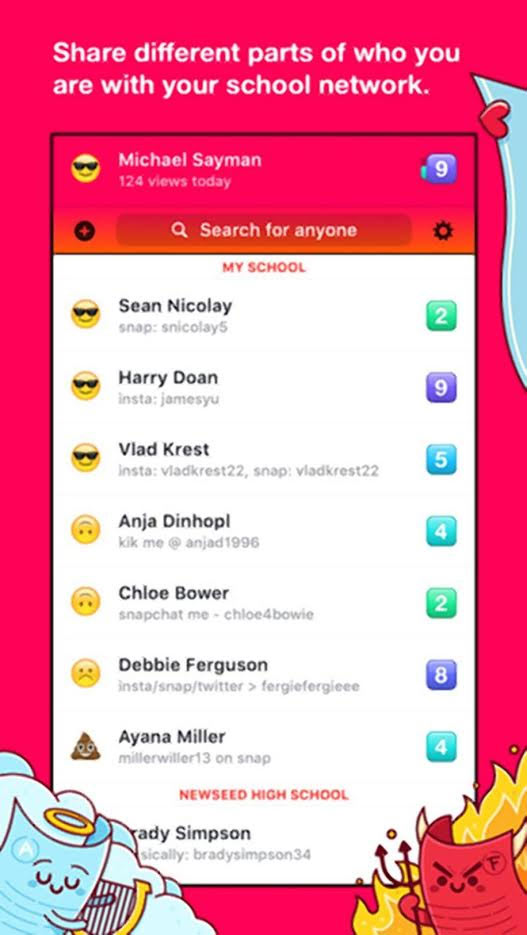 Share different parts of who you
are with your school network.
Michael Sayman
124 views today
9
Search for anyone
MY SCHOOL
Sean Nicolay
snap: snicolay5
2
Harry Doan
insta: jamesyu
9
Vlad Krest
insta: vladkrest22, snap: vladkrest22
5
Anja Dinhopl
kik me @ anjad1996
4
Chloe Bower
snapchat me - chloe4bowie
2
Debbie Ferguson
insta/snap/twitter > fergiefergieee
8
Ayana Miller
millerwiller13 on snap
4
NEWSEED HIGH SCHOOL
rady Simpson
sically: bradysimpson34
A
F